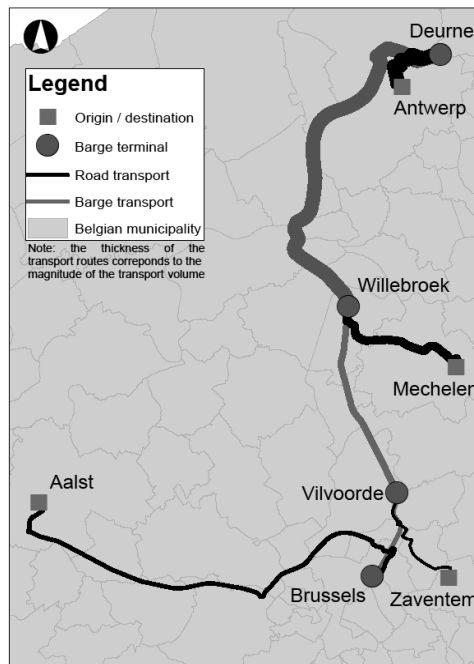 Deurne
Legend
Antwerp
Origin / destination
Barge terminal
Road transport
Barge transport
Belgian municipality
Note: the thickness of the
transport routes correponds to the
magnitude of the transport volume
Willebroek
Mechelen
Aalst
Vilvoorde
Brussels
Zaventem